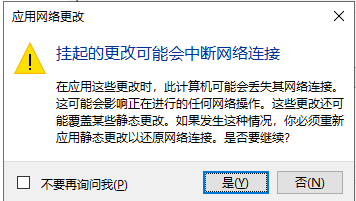 应用网络更改
挂起的更改可能会中断网络连接
在应用这些更改时，此计算机可能会丢失其网络连接。
这可能会影响正在进行的任何网络操作。这些更改还可
能覆盖某些静态更改。如果发生这种情况，你必须重新
应用静态更改以还原网络连接。是否要继续?
不要再询问我(P)
是(Y)
否(N)